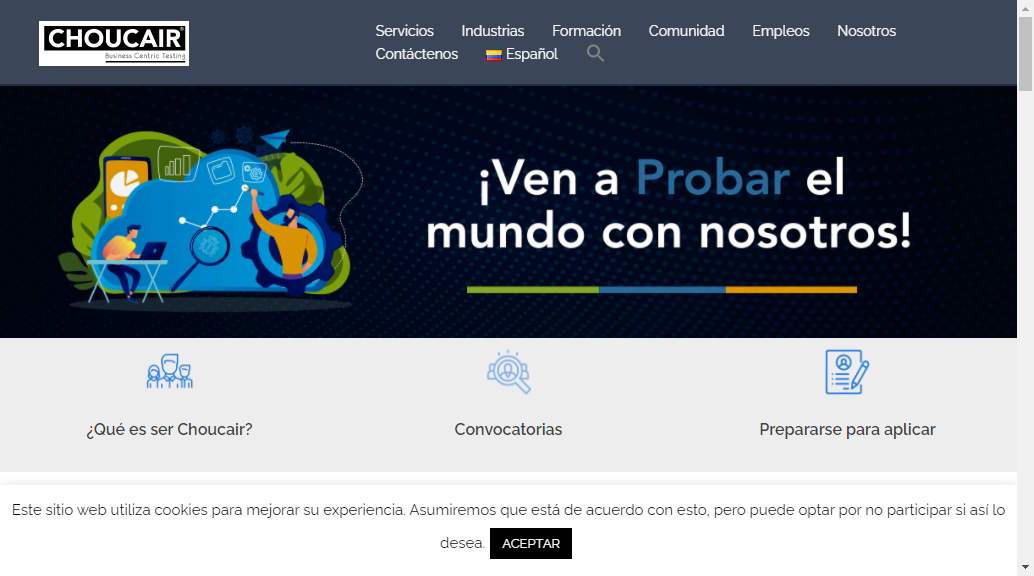 CHOUCAIR
Business Centric Testing
Servicios Industrias Formación Comunidad Empleos Nosotros
Contáctenos Español
¡Ven a Probar el
mundo con nosotros!
¿Qué es ser Choucair? Convocatorias Prepararse para aplicar
Este sitio web utiliza cookies para mejorar su experiencia. Asumiremos que está de acuerdo con esto, pero puede optar por no participar si así lo
desea. ACEPTAR